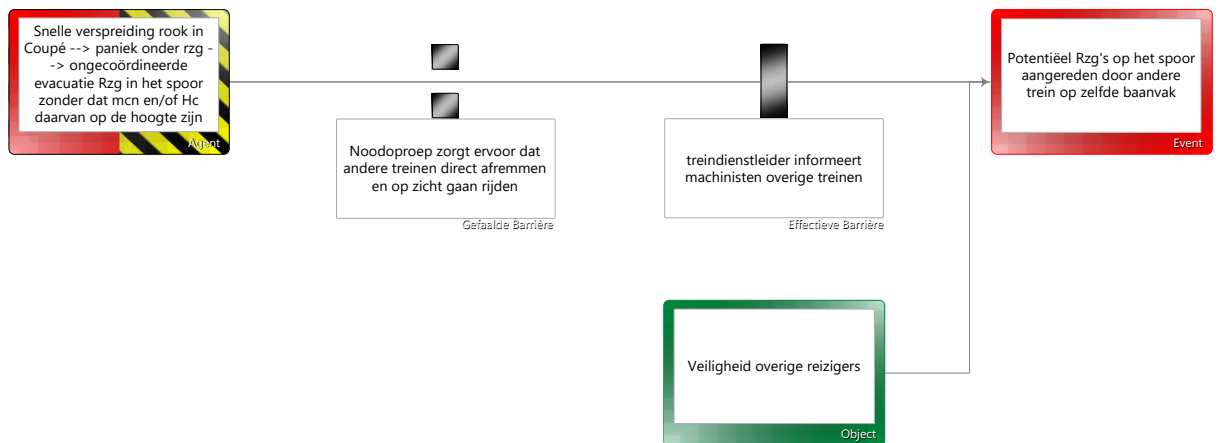 Snelle verspreiding rook in
Coupé --> paniek onder rzg -
-> ongecoördineerde
evacuatie Rzg in het spoor
zonder dat mcn en/of Hc
daarvan op de hoogte zijn
Agent
Noodoproep zorgt ervoor dat
andere treinen direct afremmen
en op zicht gaan rijden
Gefaalde Barrière
treindienstleider informeert
machinisten overige treinen
Effectieve Barrière
Potentiëel Rzg's op het spoor
aangereden door andere
trein op zelfde baanvak
Event
Veiligheid overige reizigers
Object